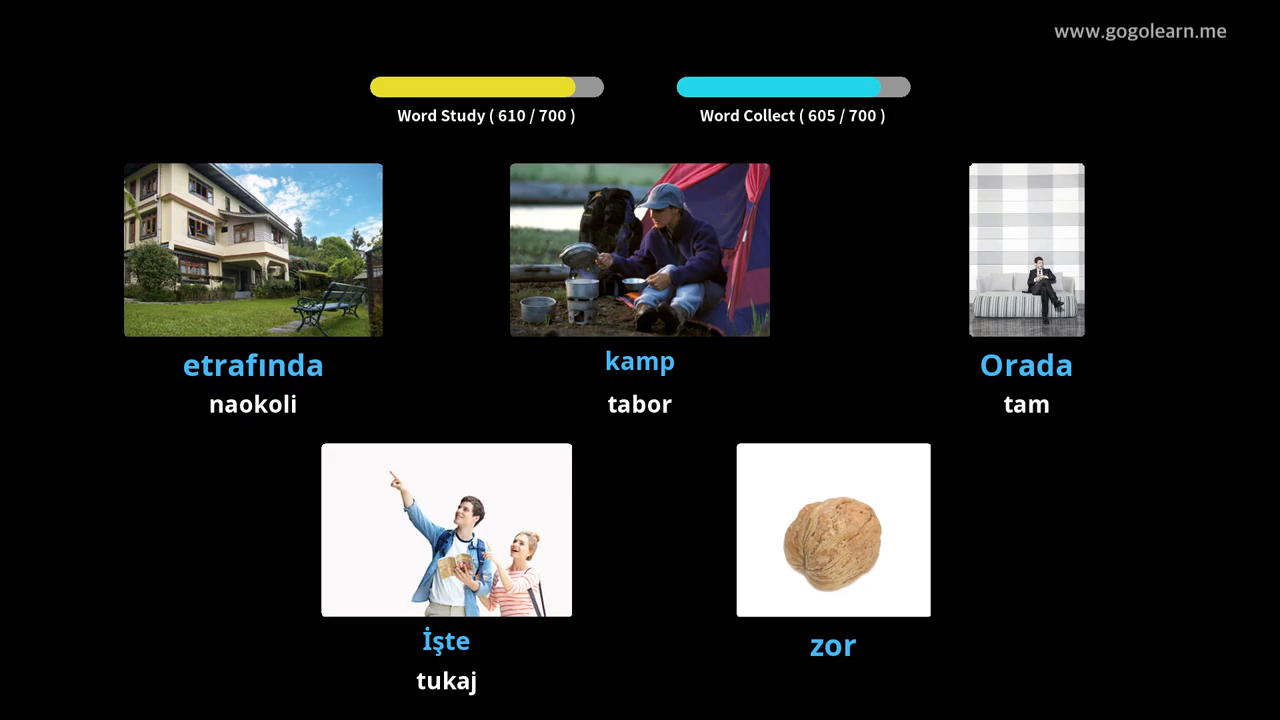 www.gogolearn.me
Word Study ( 610 / 700 )
Word Collect ( 605 / 700 )
etrafında
naokoli
kamp
tabor
Orada
tam
İşte
tukaj
zor